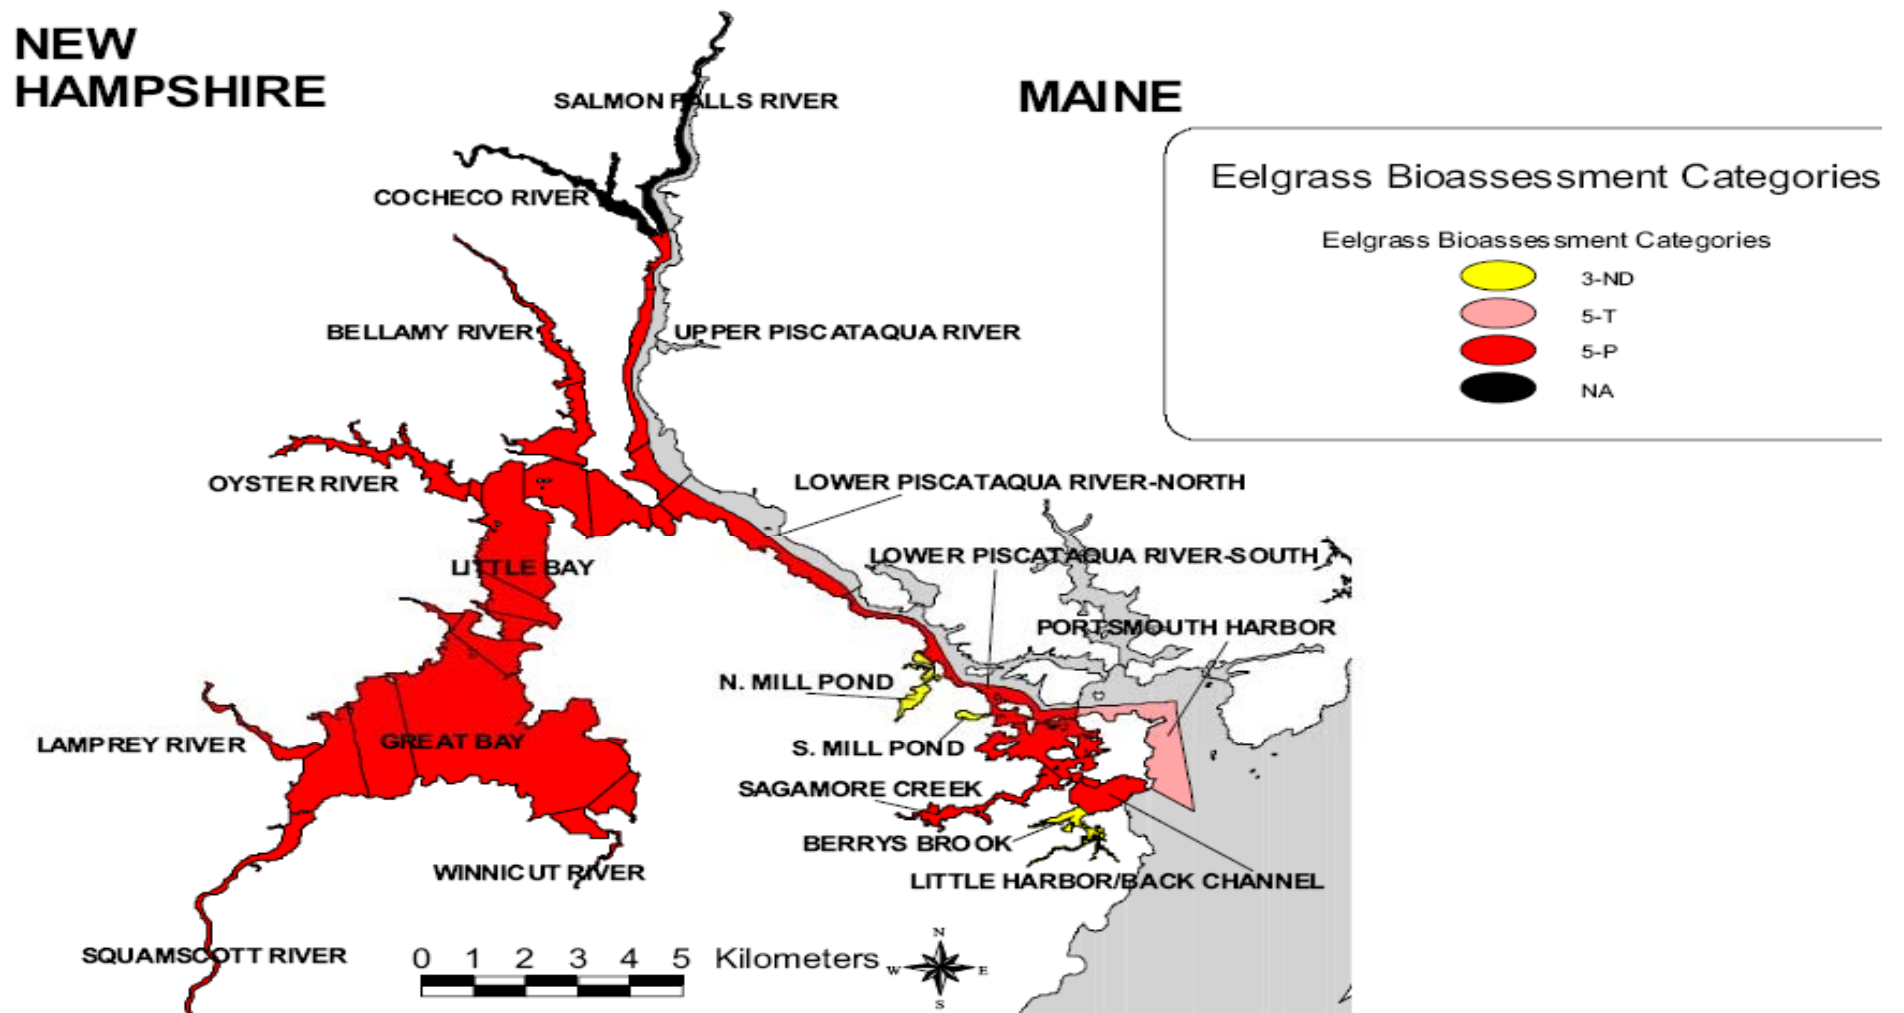 NEW
HAMPSHIRE
MAINE
SALMON FALLS RIVER
COCHECO RIVER
Eelgrass Bioassessment Categories
Eelgrass Bioassessment Categories
3-ND
5-T
5-P
NA
BELLAMY RIVER
UPPER PISCATAQUA RIVER
OYSTER RIVER
LOWER PISCATAQUA RIVER-NORTH
LOWER PISCATAQUA RIVER-SOUTH
LITTLE BAY
PORTSMOUTH HARBOR
N. MILL POND
LAMPREY RIVER
GREAT BAY
S. MILL POND
SAGAMORE CREEK
BERRYS BROOK
WINNICUT RIVER
LITTLE HARBOR/BACK CHANNEL
SQUAMSCOTT RIVER
0 1 2 3 4 5 Kilometers
N
W E
S